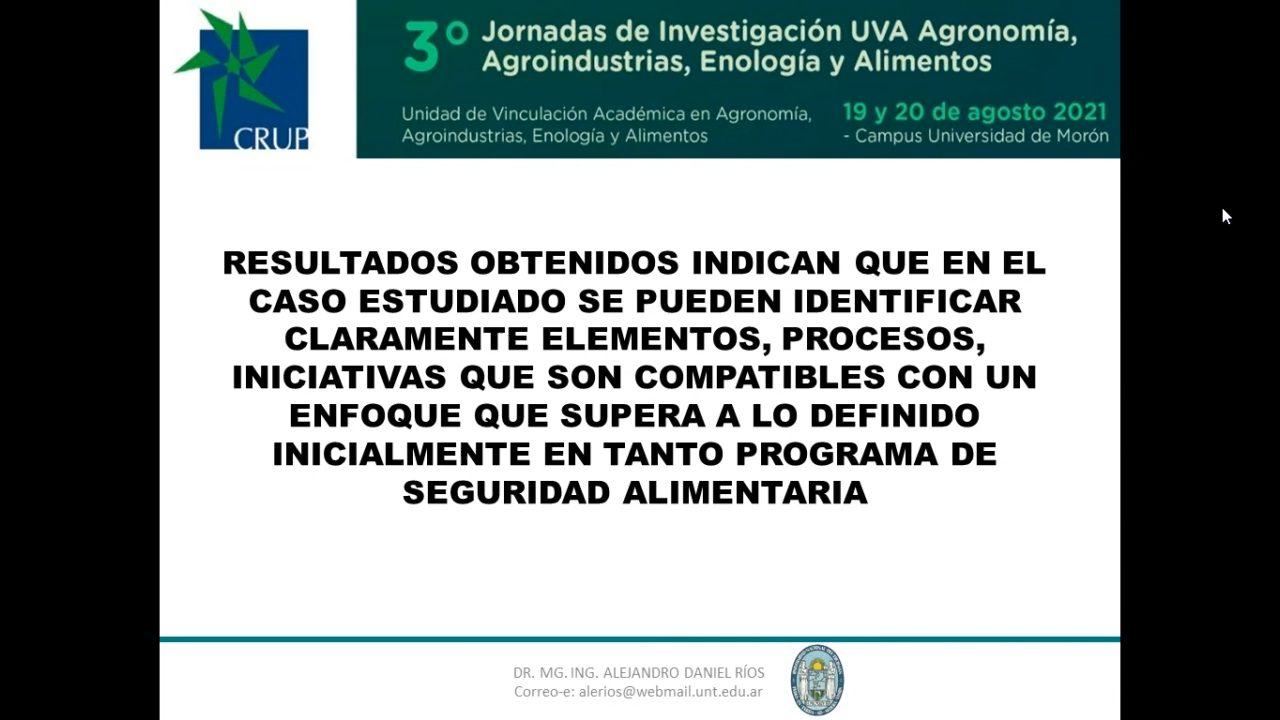 CRUP
3° Jornadas de Investigación UVA Agronomía,
Agroindustrias, Enología y Alimentos
Unidad de Vinculación Académica en Agronomía,
Agroindustrias, Enología y Alimentos
19 y 20 de agosto 2021
- Campus Universidad de Morón
RESULTADOS OBTENIDOS INDICAN QUE EN EL
CASO ESTUDIADO SE PUEDEN IDENTIFICAR
CLARAMENTE ELEMENTOS, PROCESOS,
INICIATIVAS QUE SON COMPATIBLES CON UN
ENFOQUE QUE SUPERA A LO DEFINIDO
INICIALMENTE EN TANTO PROGRAMA DE
SEGURIDAD ALIMENTARIA
DR. MG. ING. ALEJANDRO DANIEL RÍOS
Correo-e: alerios@webmail.unt.edu.ar